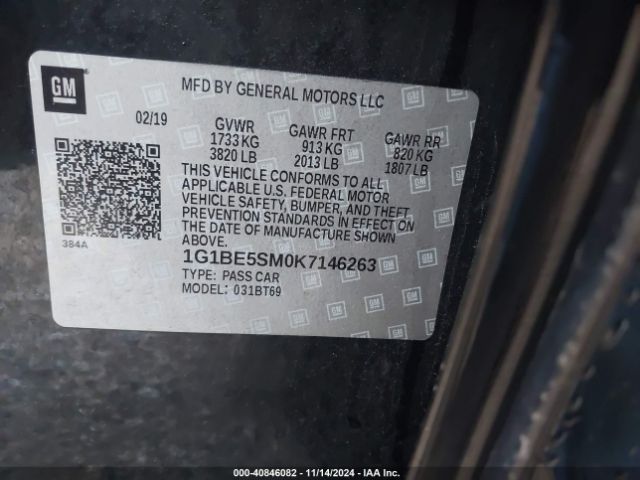 GM
MFD BY GENERAL MOTORS LLC
02/19
GVWR GAWR FRT GAWR RR
1733 KG 913 KG 820 KG
3820 LB 2013 LB 1807 LB
THIS VEHICLE CONFORMS TO ALL
APPLICABLE U.S. FEDERAL MOTOR
VEHICLE SAFETY, BUMPER, AND THEFT
PREVENTION STANDARDS IN EFFECT ON
THE DATE OF MANUFACTURE SHOWN
ABOVE.
384A
1G1BE5SM0K7146263
TYPE: PASS CAR
MODEL: 031BT69
000-40846082 - 11/14/2024 - IAA Inc.